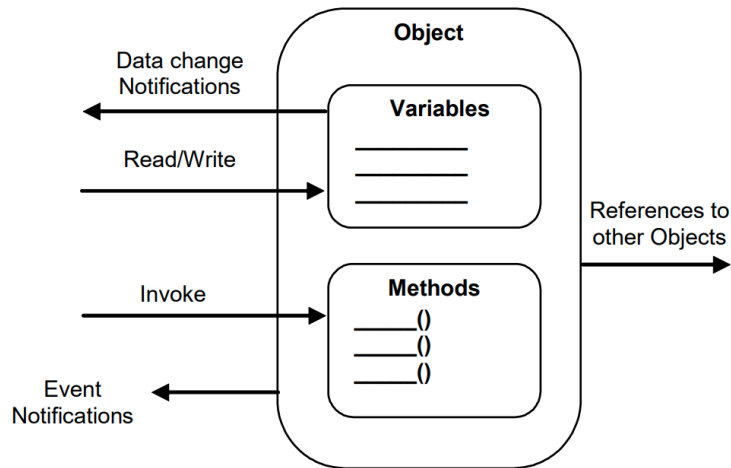 Object
Data change
Notifications
Variables
Read/Write
References to
other Objects
Methods
Invoke
()
()
()
Event
Notifications